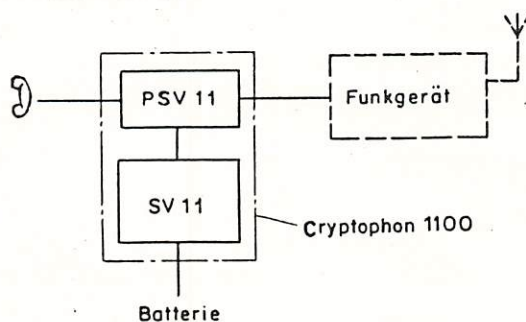 PSV 11
Funkgerät
SV 11
Cryptophon 1100
Batterie